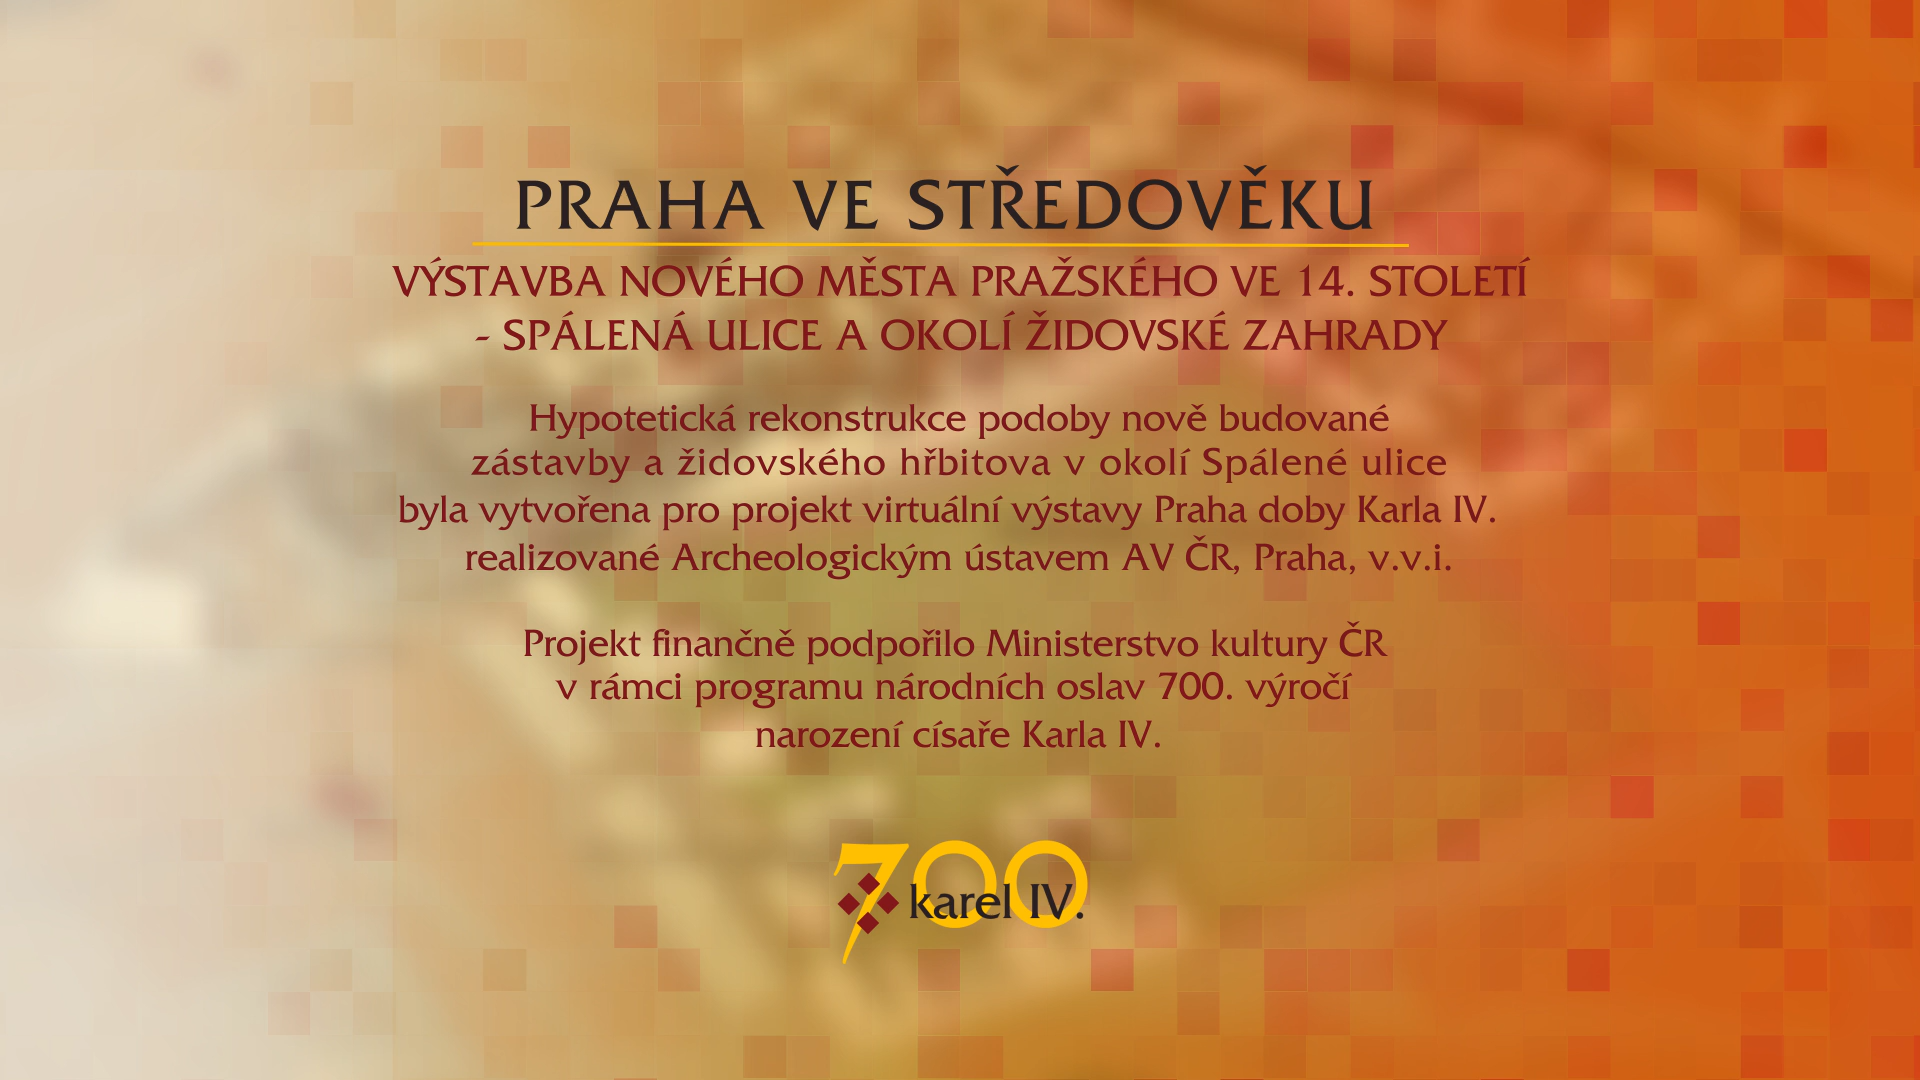 PRAHA VE STŘEDOVĚKU
VÝSTAVBA NOVÉHO MĚSTA PRAŽSKÉHO VE 14. STOLETÍ
- SPÁLENÁ ULICE A OKOLÍ ŽIDOVSKÉ ZAHRADY
Hypotetická rekonstrukce podoby nově budované
zástavby a židovského hřbitova v okolí Spálené ulice
byla vytvořena pro projekt virtuální výstavy Praha doby Karla IV.
realizované Archeologickým ústavem AV ČR, Praha, v.v.i.
Projekt finančně podpořilo Ministerstvo kultury ČR
v rámci programu národních oslav 700. výročí
narození císaře Karla IV.
700
karel IV.